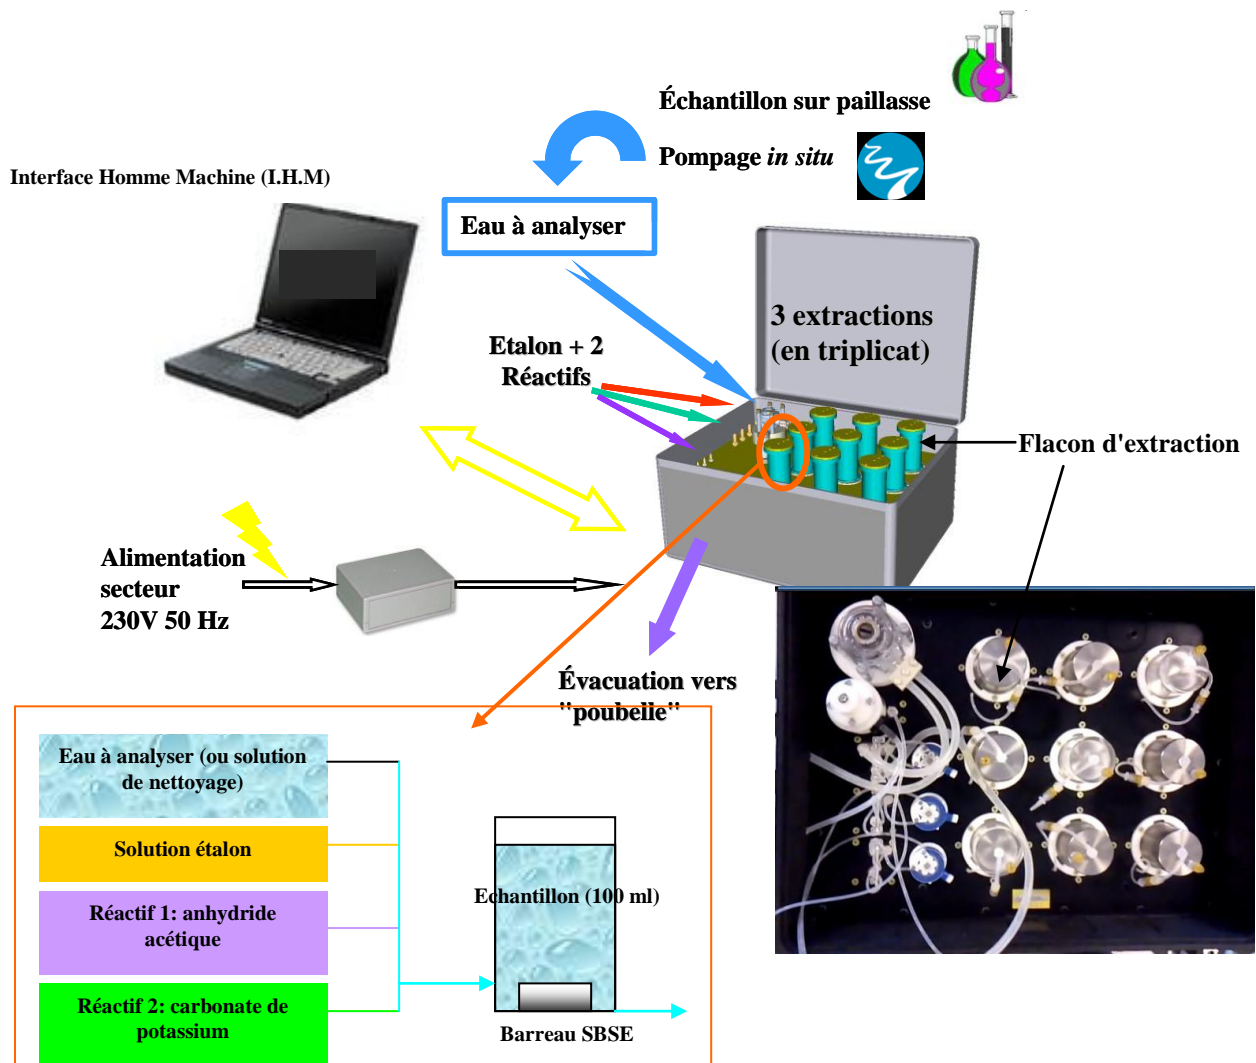 Échantillon sur paillasse
Pompage in situ
Interface Homme Machine (I.H.M)
Eau à analyser
3 extractions
(en triplicat)
Etalon + 2
Réactifs
Flacon d'extraction
Alimentation
secteur
230V 50 Hz
Évacuation vers
"poubelle"
Eau à analyser (ou solution
de nettoyage)
Solution étalon
Echantillon (100 ml)
Réactif 1: anhydride
acétique
Réactif 2: carbonate de
potassium
Barreau SBSE